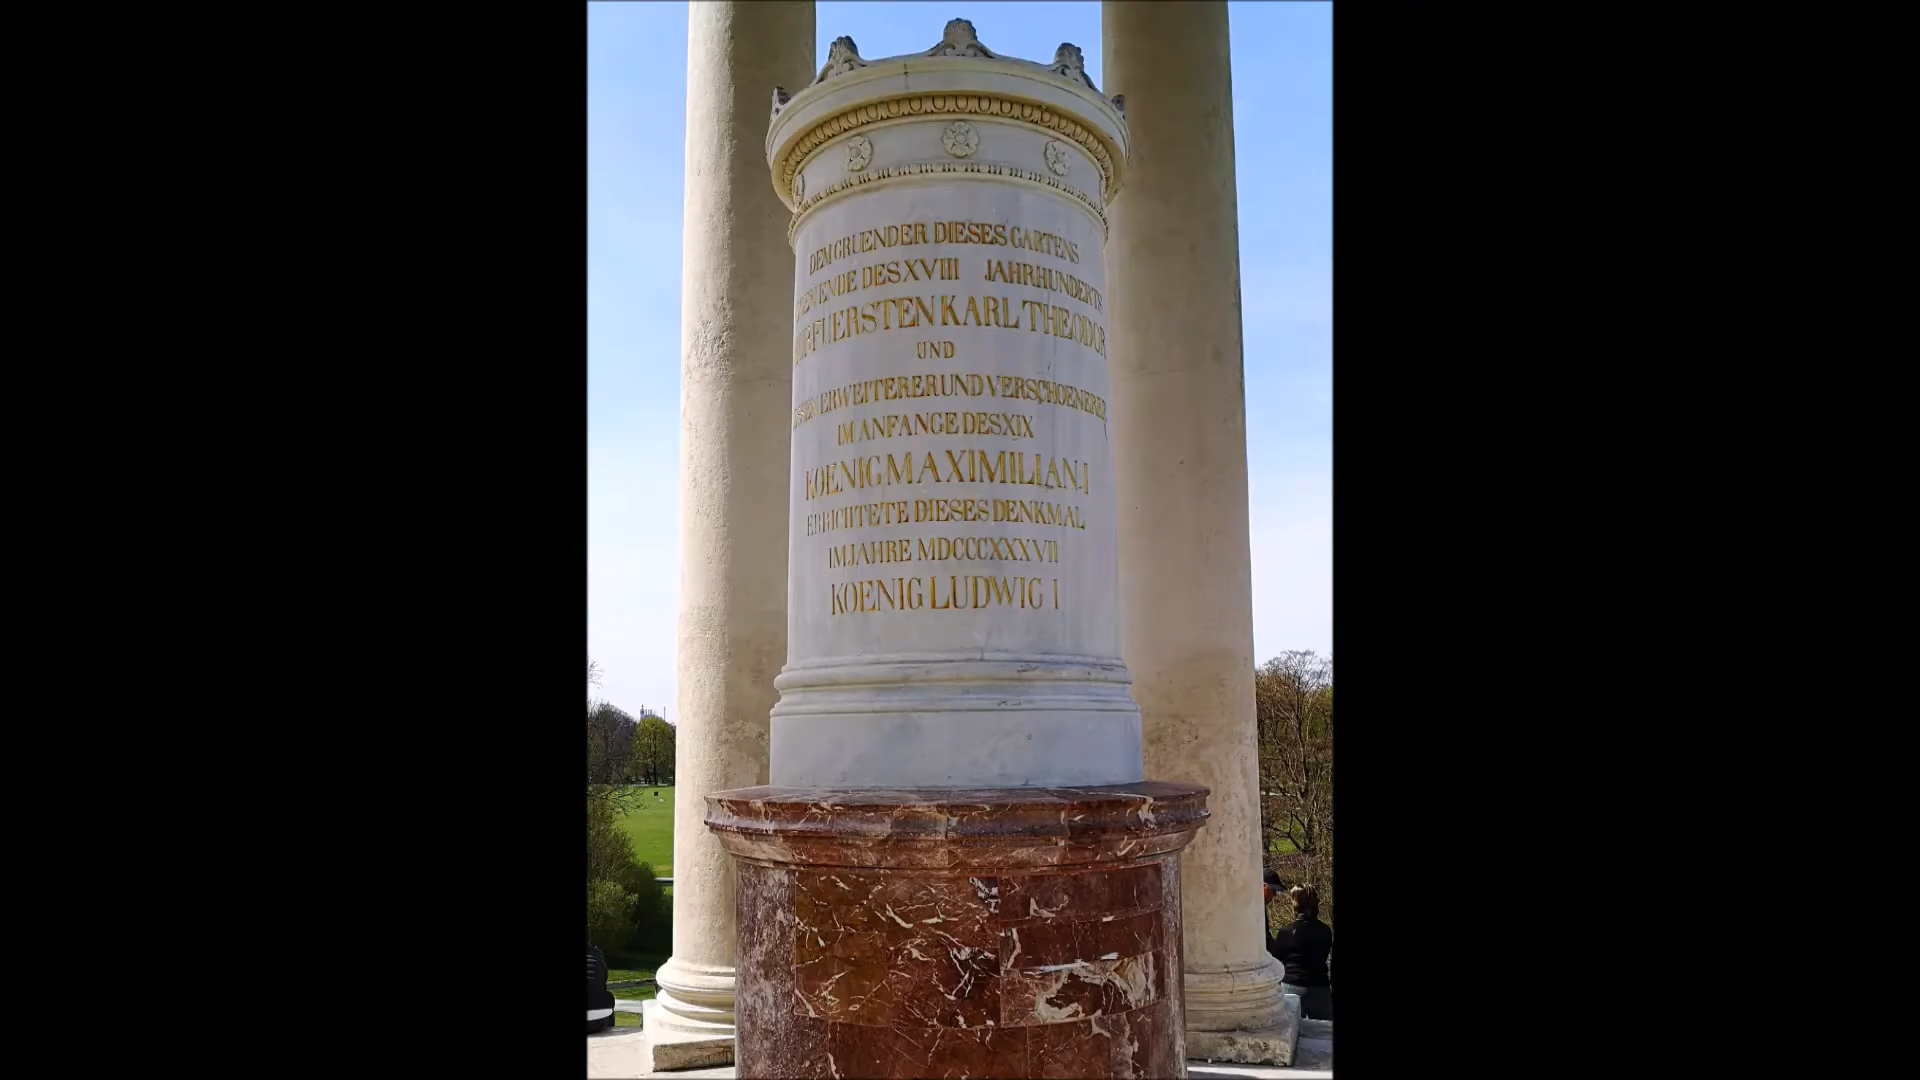 DEM GRUENDER DIESES GARTENS
ENDE DES XVIII JAHRHUNDERTS
KARL THEODOR
UND
ERWEITERER UND VERSCHOENERER
IM ANFANGE DES XIX
KOENIG MAXIMILIAN I
ERRICHTETE DIESES DENKMAL
IM JAHRE MDCCCXXXVII
KOENIG LUDWIG I